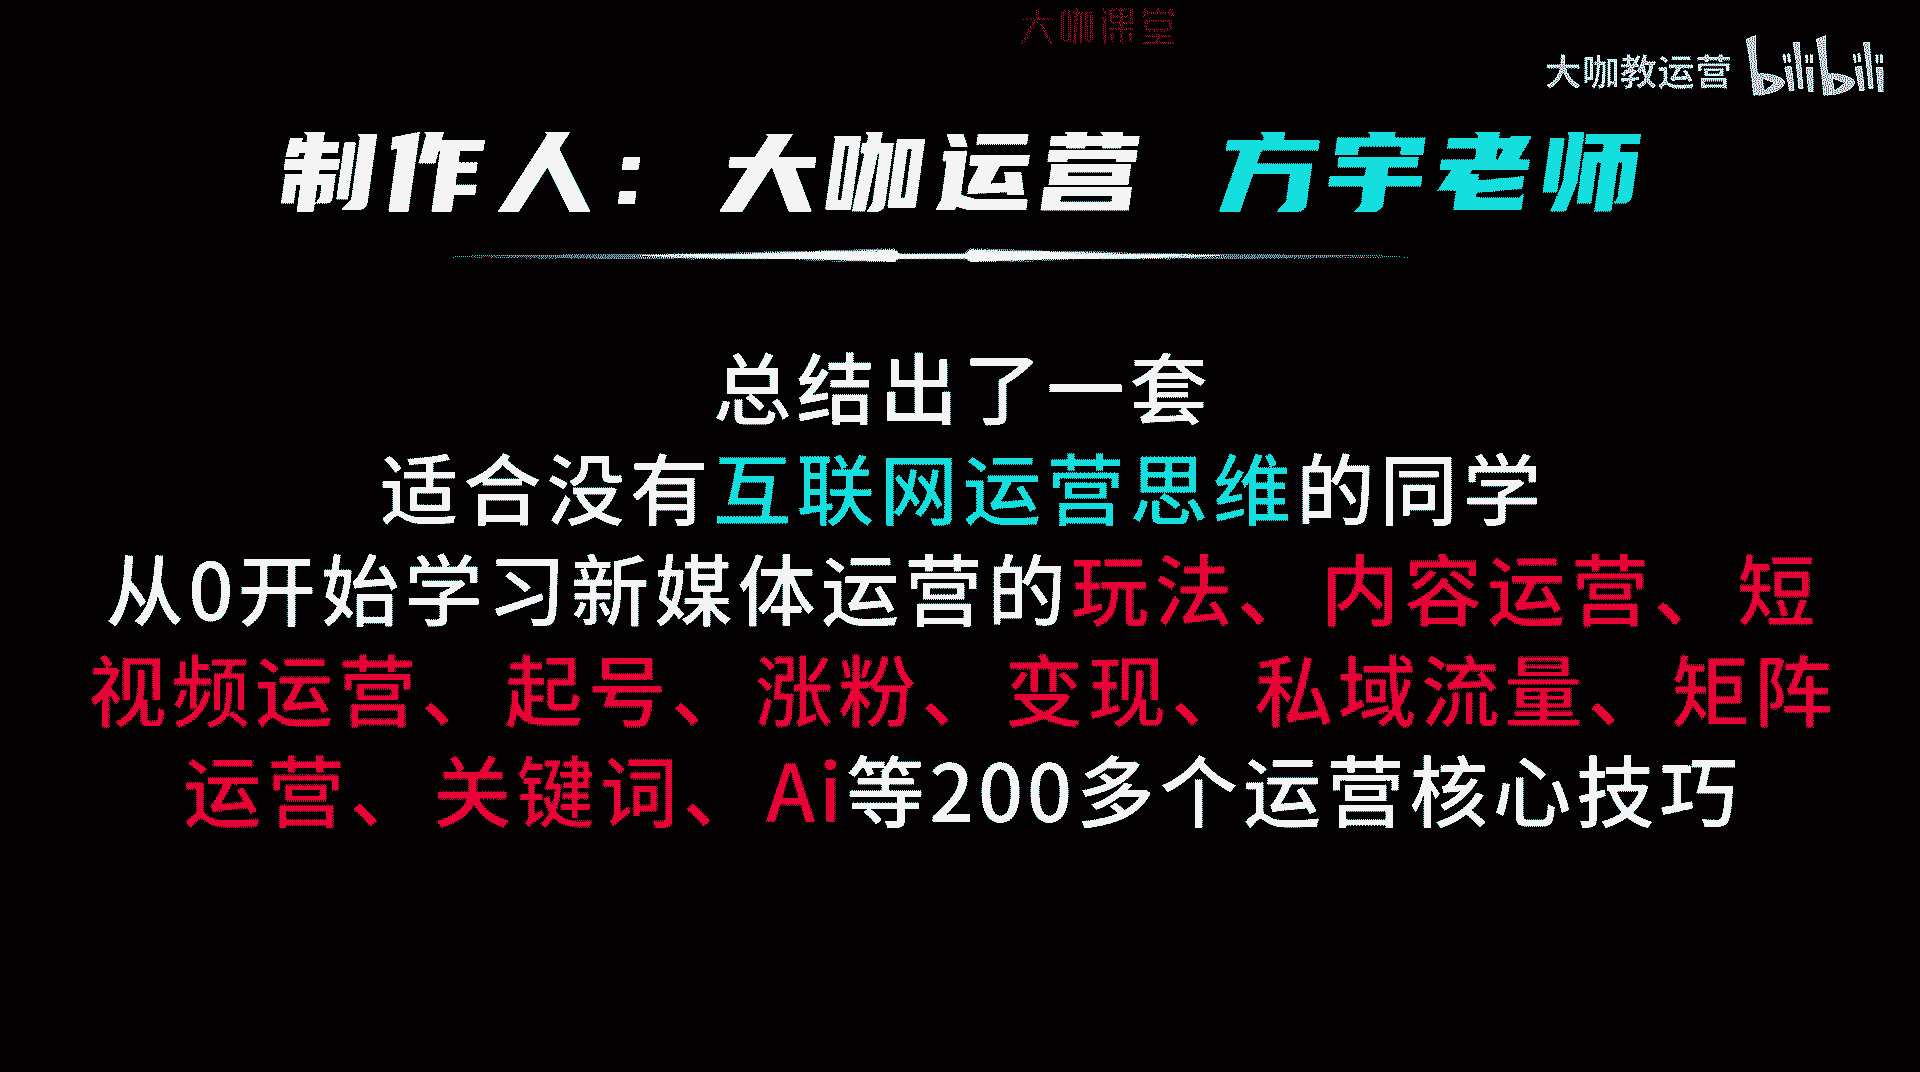 大咖课堂
大咖教运营 bilibili
制作人：大咖运营 方宇老师
总结出了一套
适合没有互联网运营思维的同学
从0开始学习新媒体运营的玩法、内容运营、短
视频运营、起号、涨粉、变现、私域流量、矩阵
运营、关键词、Ai等200多个运营核心技巧